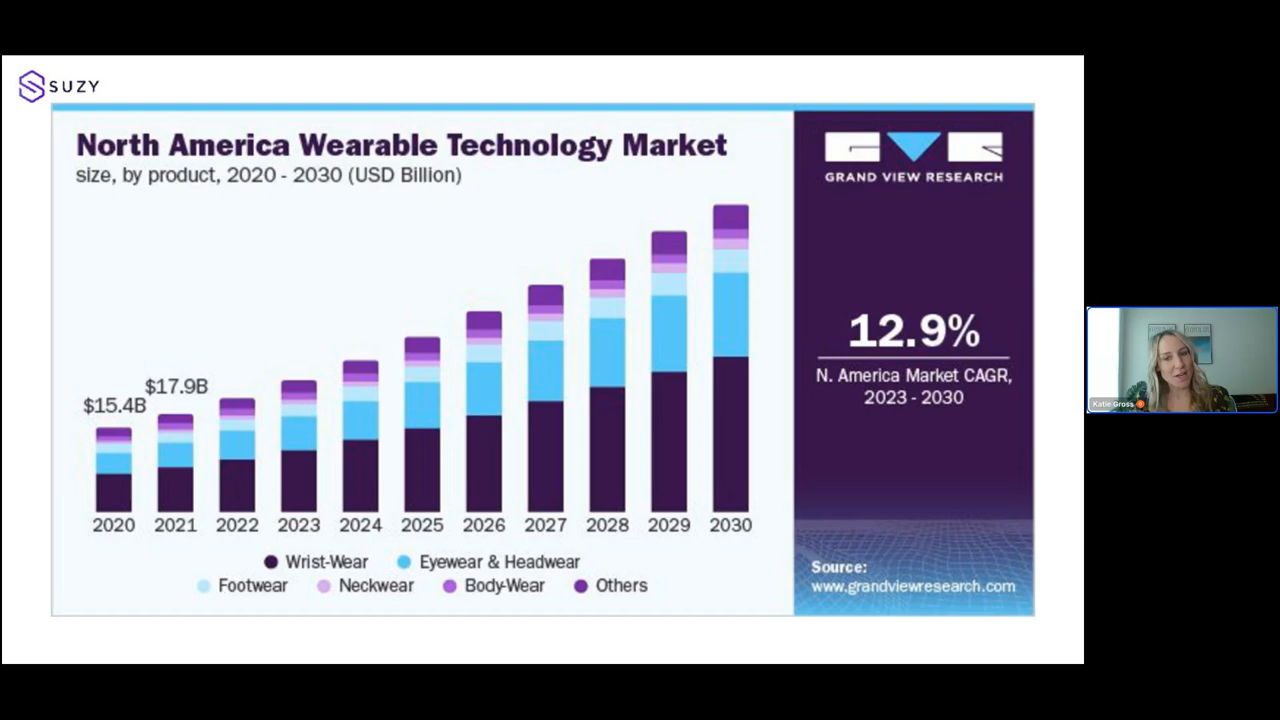 SUZY
North America Wearable Technology Market
size, by product, 2020 - 2030 (USD Billion)
$15.4B
$17.9B
2020 2021 2022 2023 2024 2025 2026 2027 2028 2029 2030
Wrist-Wear Eyewear & Headwear
Footwear Neckwear Body-Wear Others
GRAND VIEW RESEARCH
12.9%
N. America Market CAGR,
2023 - 2030
Source:
www.grandviewresearch.com
Katie Gross